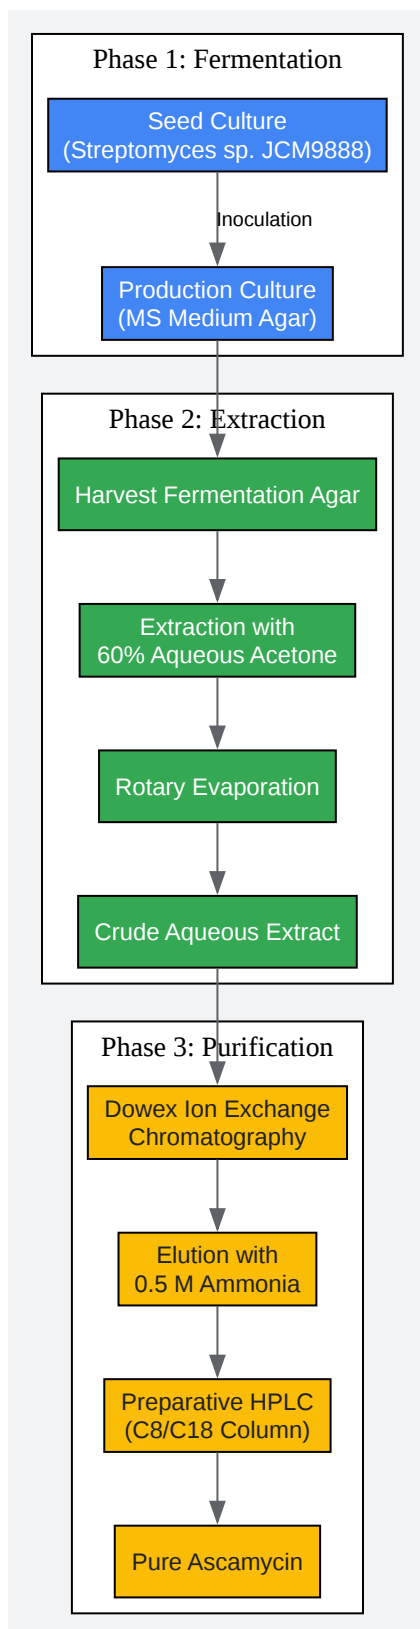 Phase 1: Fermentation
Seed Culture
(Streptomyces sp. JCM9888)
Inoculation
Production Culture
(MS Medium Agar)
Phase 2: Extraction
Harvest Fermentation Agar
Extraction with
60% Aqueous Acetone
Rotary Evaporation
Crude Aqueous Extract
Phase 3: Purification
Dowex Ion Exchange
Chromatography
Elution with
0.5 M Ammonia
Preparative HPLC
(C8/C18 Column)
Pure Ascamycin